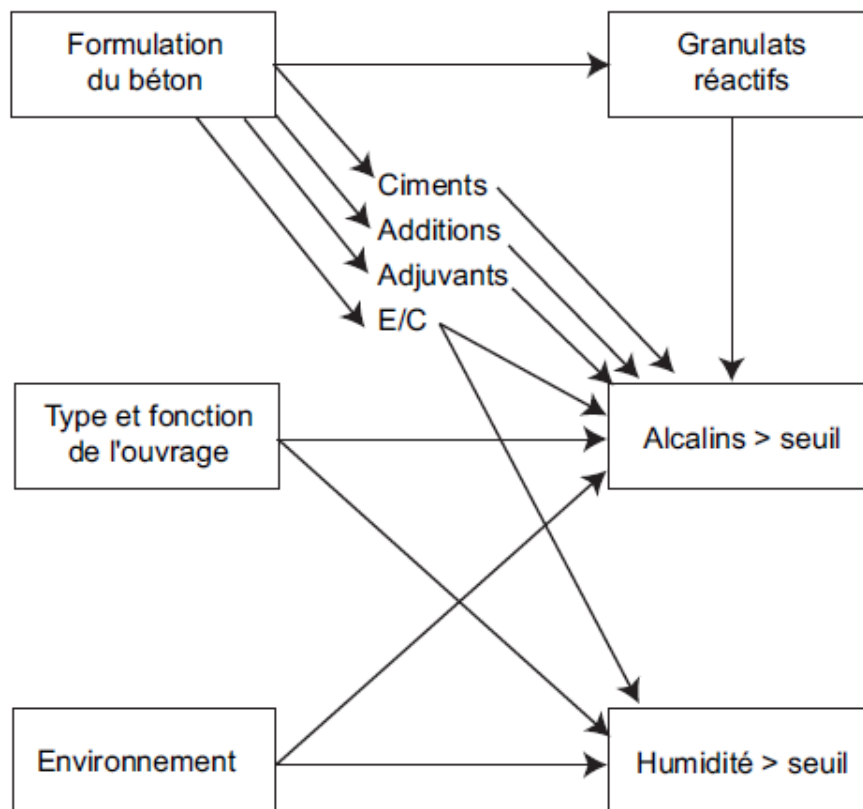 Formulation
du béton
Granulats
réactifs
Ciments
Additions
Adjuvants
E/C
Type et fonction
de l'ouvrage
Alcalins > seuil
Environnement
Humidité > seuil